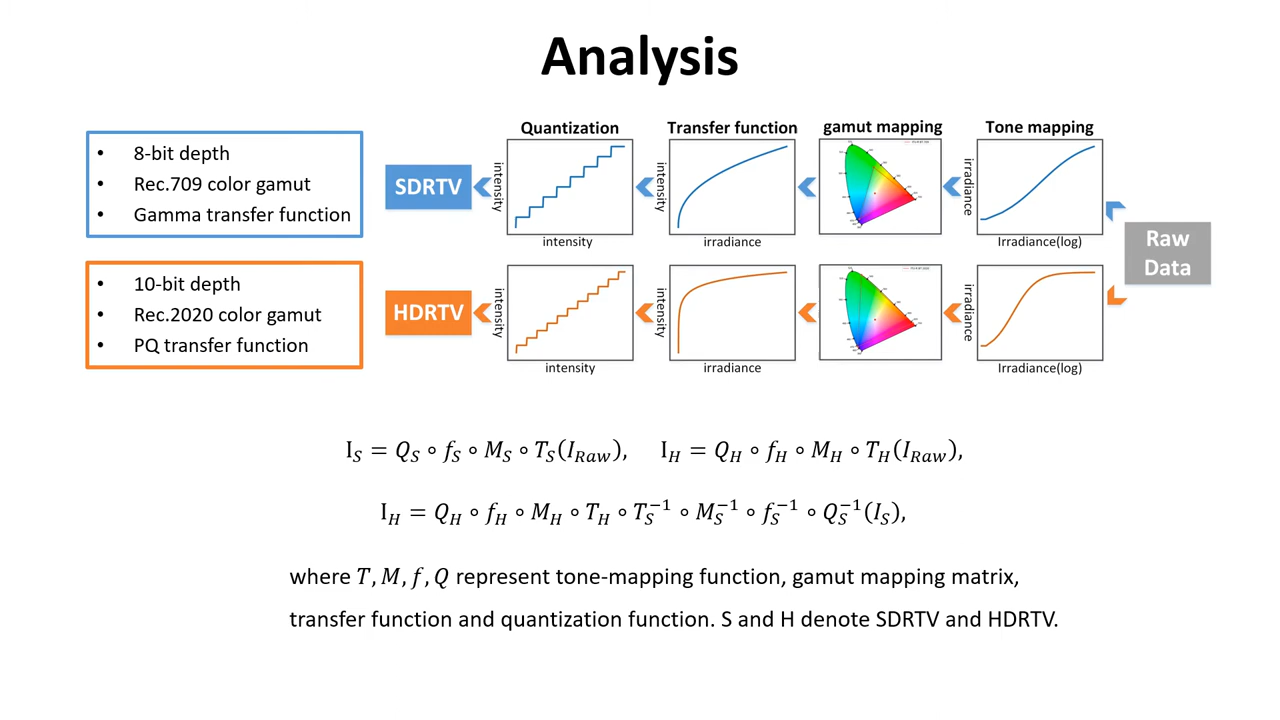 Analysis
• 8-bit depth
• Rec.709 color gamut
• Gamma transfer function
• 10-bit depth
• Rec.2020 color gamut
• PQ transfer function
Quantization
Transfer function
gamut mapping
Tone mapping
SDRTV
intensity
intensity
intensity
irradiance
irradiance
Irradiance(log)
Raw
Data
HDRTV
intensity
intensity
intensity
irradiance
irradiance
Irradiance(log)
I_S = Q_S ∘ f_S ∘ M_S ∘ T_S(I_Raw), I_H = Q_H ∘ f_H ∘ M_H ∘ T_H(I_Raw),
I_H = Q_H ∘ f_H ∘ M_H ∘ T_H ∘ T_S^−1 ∘ M_S^−1 ∘ f_S^−1 ∘ Q_S^−1(I_S),
where T, M, f, Q represent tone-mapping function, gamut mapping matrix,
transfer function and quantization function. S and H denote SDRTV and HDRTV.